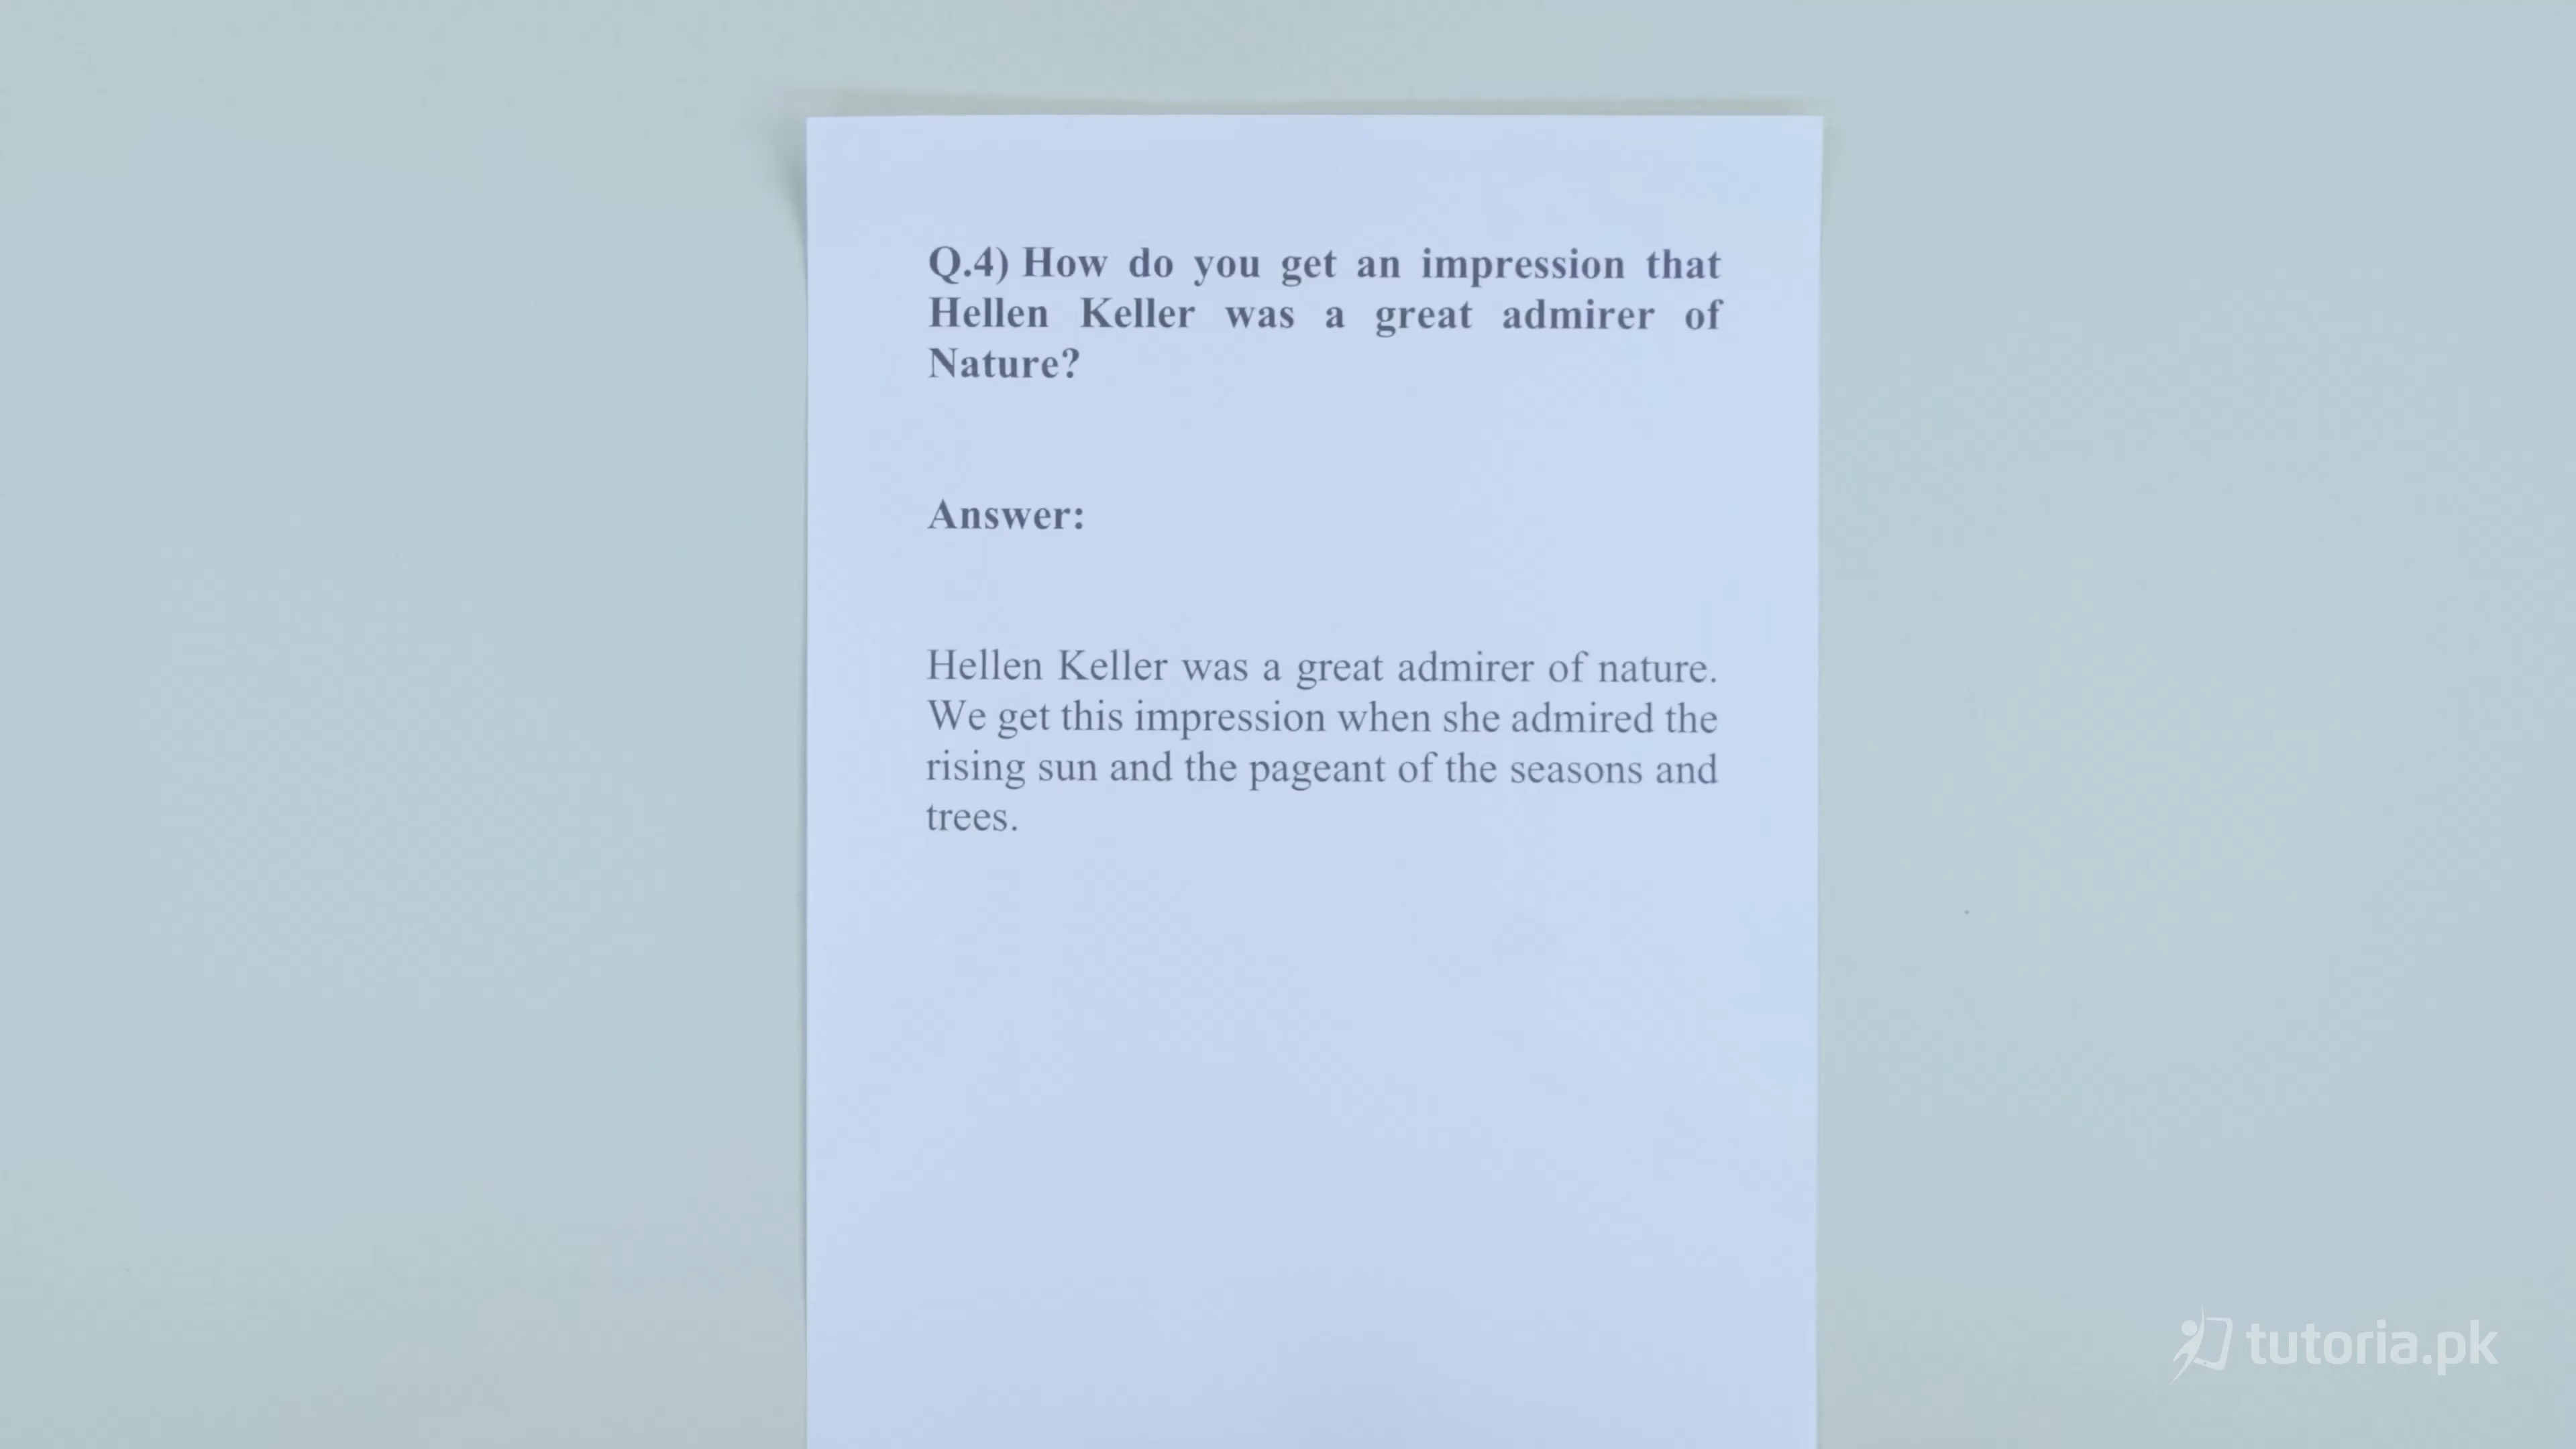 Q.4) How do you get an impression that
Hellen Keller was a great admirer of
Nature?
Answer:
Hellen Keller was a great admirer of nature.
We get this impression when she admired the
rising sun and the pageant of the seasons and
trees.
tutoria.pk